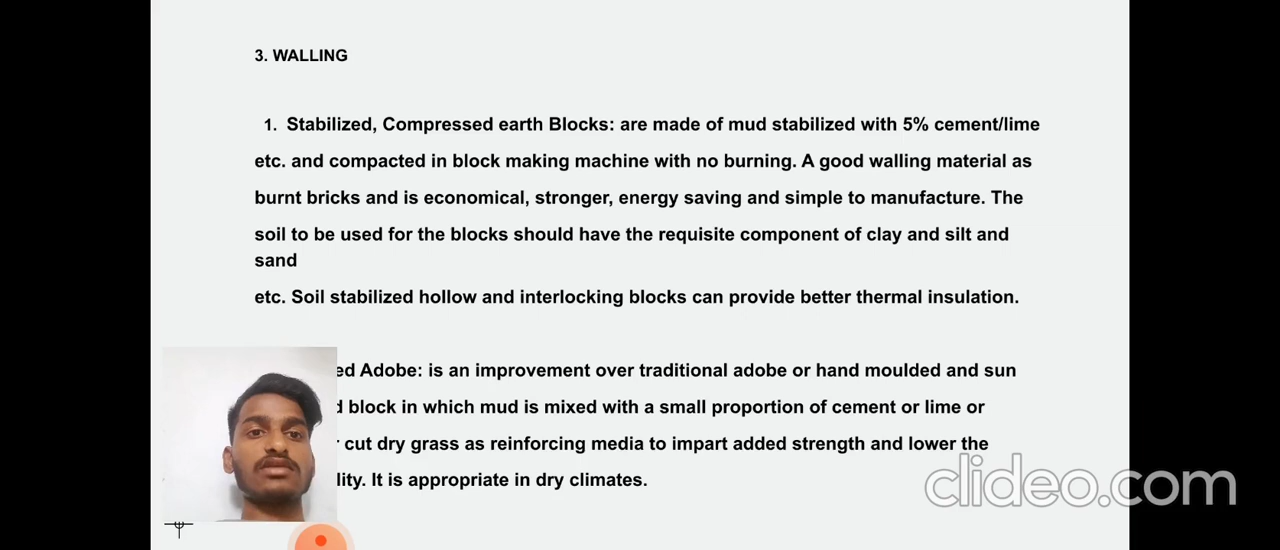 3. WALLING
1. Stabilized, Compressed earth Blocks: are made of mud stabilized with 5% cement/lime
etc. and compacted in block making machine with no burning. A good walling material as
burnt bricks and is economical, stronger, energy saving and simple to manufacture. The
soil to be used for the blocks should have the requisite component of clay and silt and
sand
etc. Soil stabilized hollow and interlocking blocks can provide better thermal insulation.
Adobe: is an improvement over traditional adobe or hand moulded and sun
block in which mud is mixed with a small proportion of cement or lime or
cut dry grass as reinforcing media to impart added strength and lower the
It is appropriate in dry climates.
clideo.com